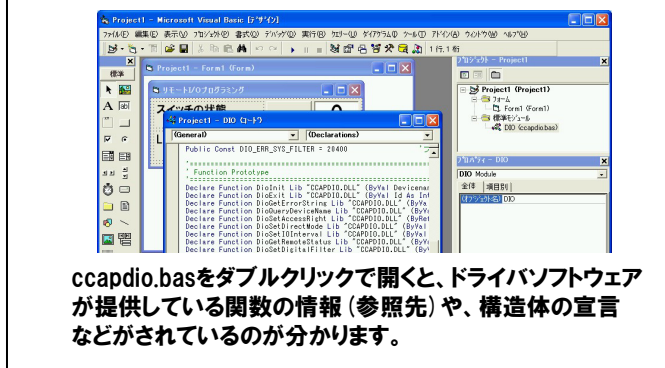 Project1 - Microsoft Visual Basic [デザイン]
ファイル(F) 編集(E) 表示(V) プロジェクト(P) 書式(O) デバッグ(D) 実行(R) クエリー(U) ダイアグラム(I) ツール(T) アドイン(A) ウィンドウ(W) ヘルプ(H)
1 行, 1 桁
標準
Project1 - Form1 (Form)
リモートI/Oプログラミング
スイッチの状態
Project1 - DIO (コード)
(General)
(Declarations)
Public Const DIO_ERR_SYS_FILTER = 20400
' Function Prototype
Declare Function DioInit Lib "CCAPDIO.DLL" (ByVal Devicenam
Declare Function DioExit Lib "CCAPDIO.DLL" (ByVal Id As Int
Declare Function DioGetErrorString Lib "CCAPDIO.DLL" (ByVa
Declare Function DioQueryDeviceName Lib "CCAPDIO.DLL" (ByVa
Declare Function DioSetAccessRight Lib "CCAPDIO.DLL" (ByRef
Declare Function DioSetDirectMode Lib "CCAPDIO.DLL" (ByVal
Declare Function DioSetIOInterval Lib "CCAPDIO.DLL" (ByVal
Declare Function DioGetRemoteStatus Lib "CCAPDIO.DLL" (ByV
Declare Function DioSetDigitalFilter Lib "CCAPDIO.DLL" (By
プロジェクト - Project1
Project1 (Project1)
フォーム
Form1 (Form1)
標準モジュール
DIO (ccapdio.bas)
プロパティ - DIO
DIO Module
全体 項目別
(オブジェクト名) DIO
ccapdio.basをダブルクリックで開くと、ドライバソフトウェア
が提供している関数の情報(参照先)や、構造体の宣言
などがされているのが分かります。